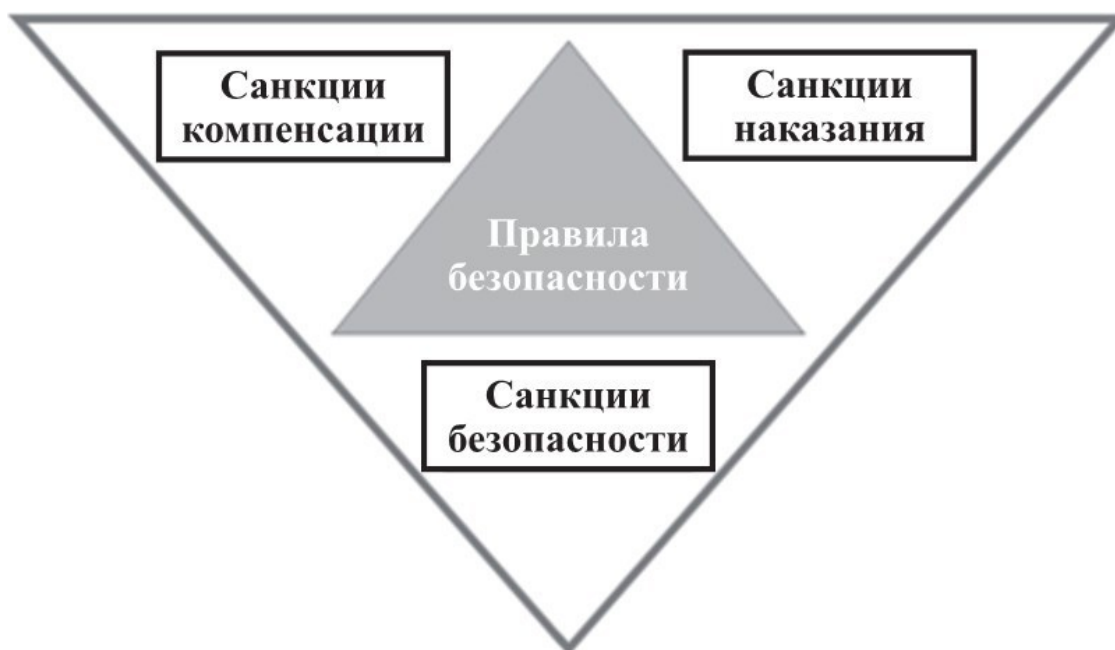 Санкции
компенсации
Санкции
наказания
Правила
безопасности
Санкции
безопасности